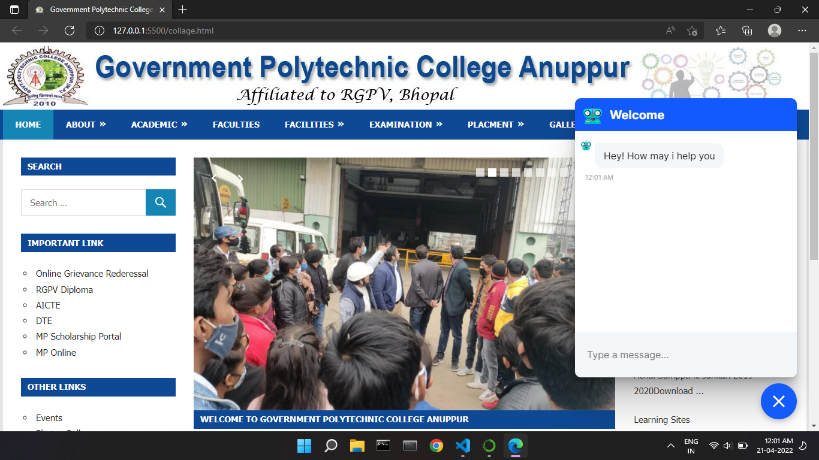 Government Polytechnic College
127.0.0.1:5500/collage.html
Government Polytechnic College Anuppur
Affiliated to RGPV, Bhopal
2010
HOME ABOUT » ACADEMIC » FACULTIES FACILITIES » EXAMINATION » PLACMENT » GALLE
Welcome
Hey! How may i help you
12:01 AM
Type a message...
SEARCH
Search ...
IMPORTANT LINK
Online Grievance Rederessal
RGPV Diploma
AICTE
DTE
MP Scholarship Portal
MP Online
OTHER LINKS
Events
WELCOME TO GOVERNMENT POLYTECHNIC COLLEGE ANUPPUR
2020Download ...
Learning Sites
ENG
IN
12:01 AM
21-04-2022